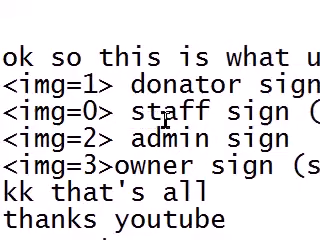 ok so this is what u
<img=1> donator sign
<img=0> staff sign (
<img=2> admin sign
<img=3>owner sign (s
kk that's all
thanks youtube